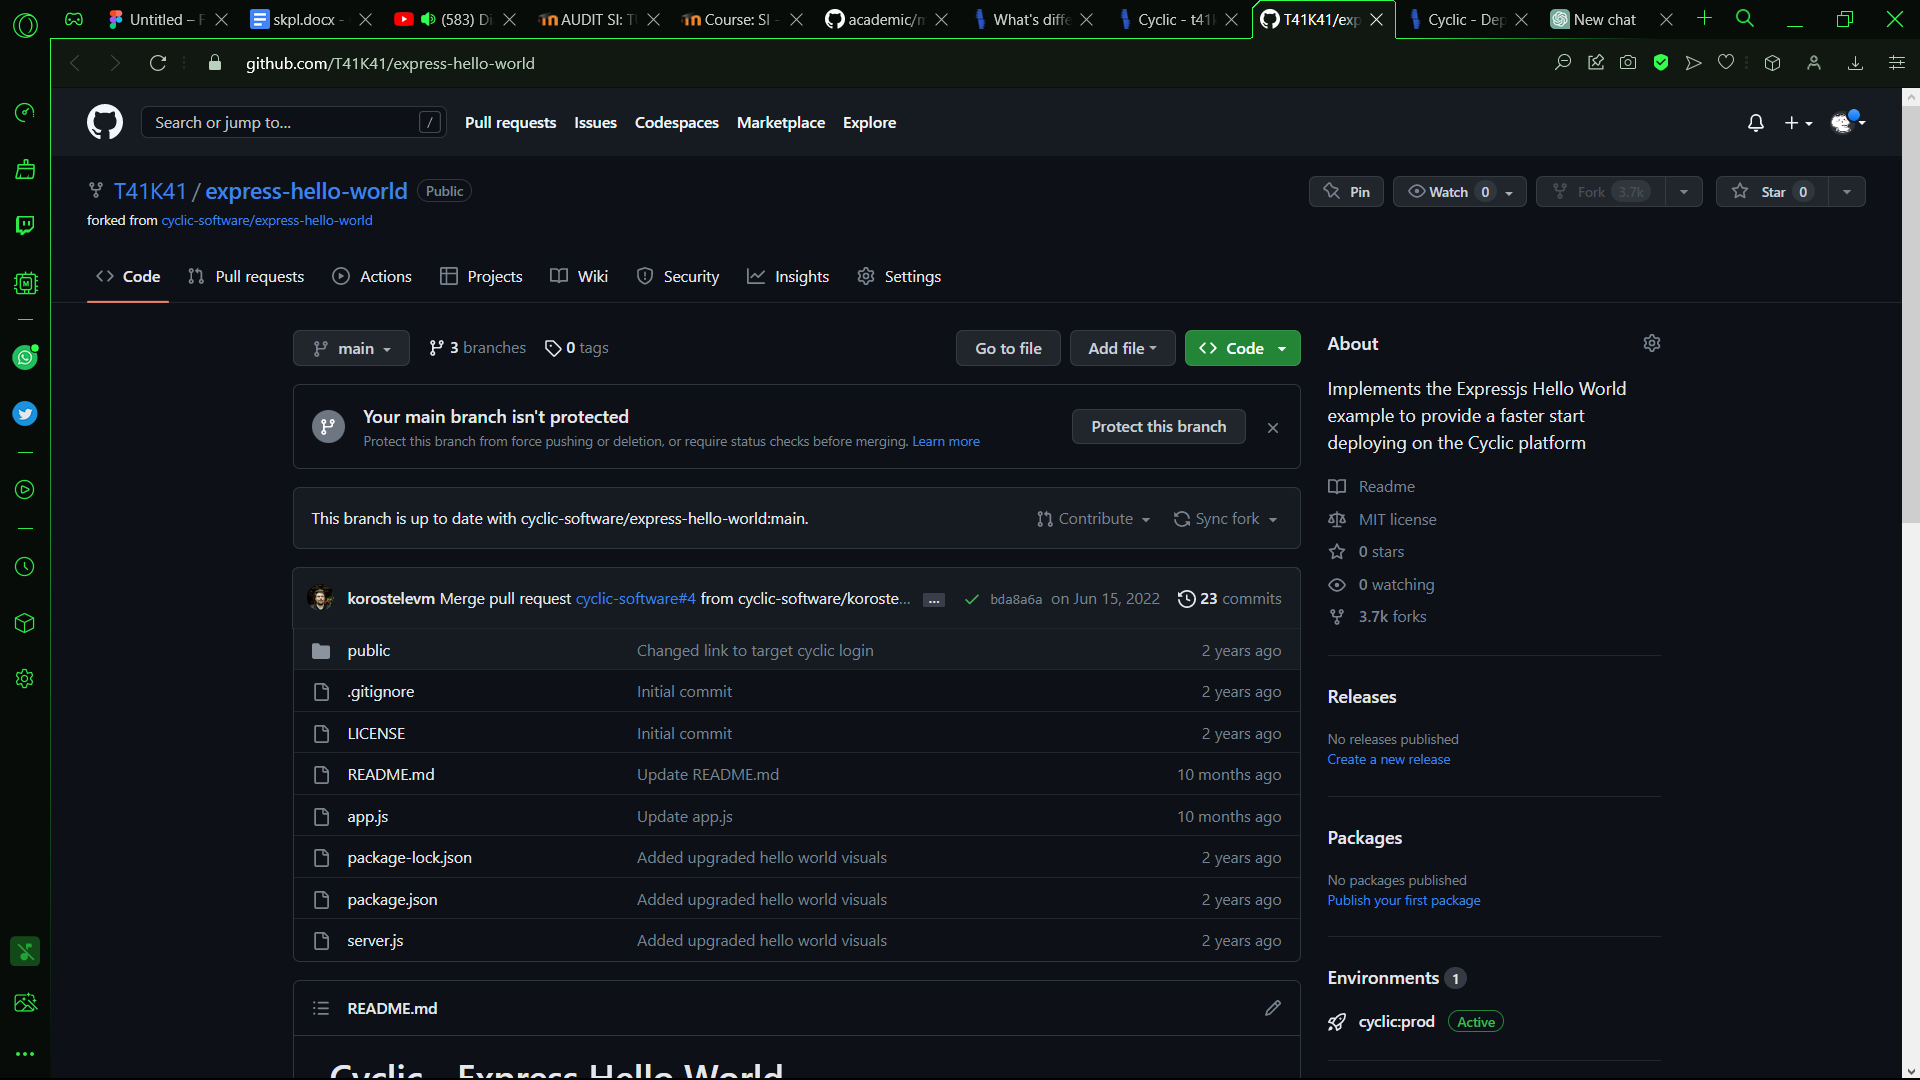 Untitled – F
skpl.docx -
(583) Di
AUDIT SI: T
Course: SI -
academic/m
What's diffe
Cyclic - t41
T41K41/exp
Cyclic - Dep
New chat
github.com/T41K41/express-hello-world
Search or jump to...
/
Pull requests
Issues
Codespaces
Marketplace
Explore
T41K41 / express-hello-world
Public
Pin
Watch 0
Fork 3.7k
Star 0
forked from cyclic-software/express-hello-world
Code
Pull requests
Actions
Projects
Wiki
Security
Insights
Settings
main
3 branches
0 tags
Go to file
Add file
Code
Your main branch isn't protected
Protect this branch from force pushing or deletion, or require status checks before merging. Learn more
Protect this branch
This branch is up to date with cyclic-software/express-hello-world:main.
Contribute
Sync fork
korostelevm Merge pull request cyclic-software#4 from cyclic-software/koroste... ... bda8a6a on Jun 15, 2022 23 commits
public Changed link to target cyclic login 2 years ago
.gitignore Initial commit 2 years ago
LICENSE Initial commit 2 years ago
README.md Update README.md 10 months ago
app.js Update app.js 10 months ago
package-lock.json Added upgraded hello world visuals 2 years ago
package.json Added upgraded hello world visuals 2 years ago
server.js Added upgraded hello world visuals 2 years ago
README.md
Cyclic - Express Hello World
About
Implements the Expressjs Hello World
example to provide a faster start
deploying on the Cyclic platform
Readme
MIT license
0 stars
0 watching
3.7k forks
Releases
No releases published
Create a new release
Packages
No packages published
Publish your first package
Environments 1
cyclic:prod Active